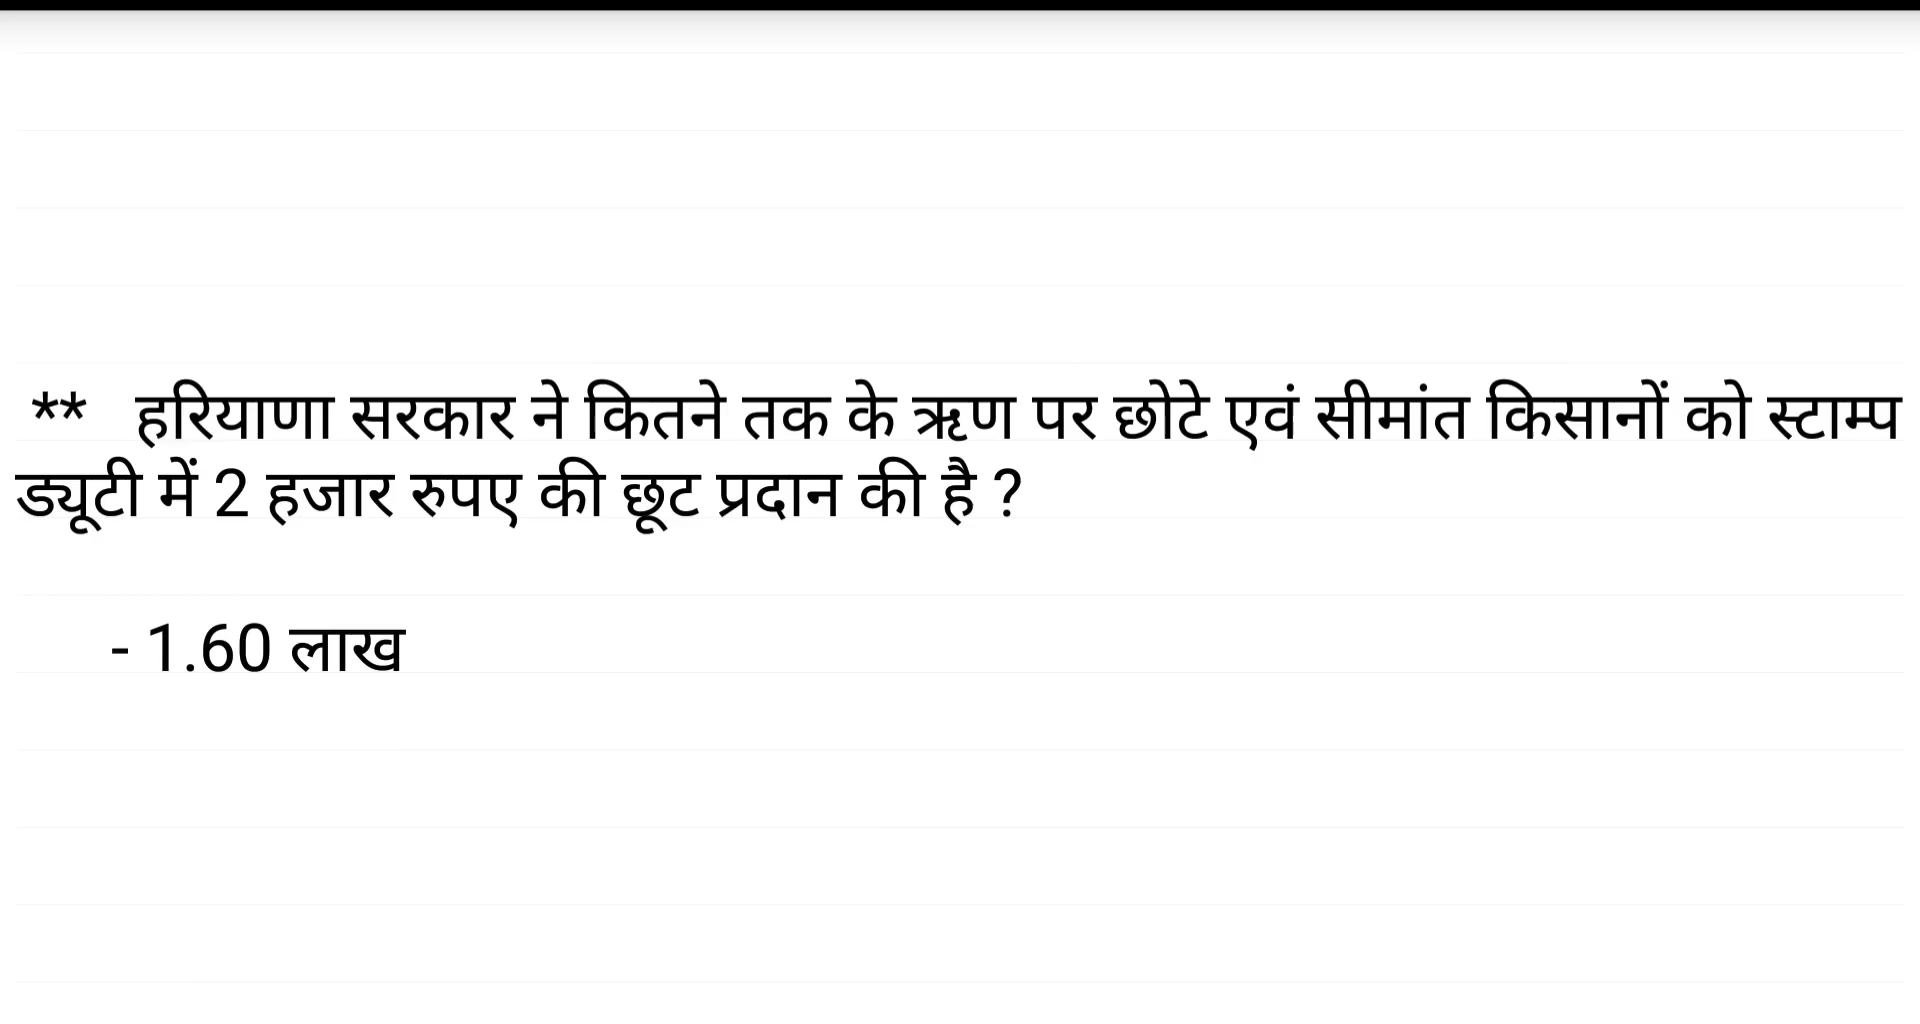 ** हरियाणा सरकार ने कितने तक के ऋण पर छोटे एवं सीमांत किसानों को स्टाम्प
ड्यूटी में 2 हजार रुपए की छूट प्रदान की है ?
- 1.60 लाख